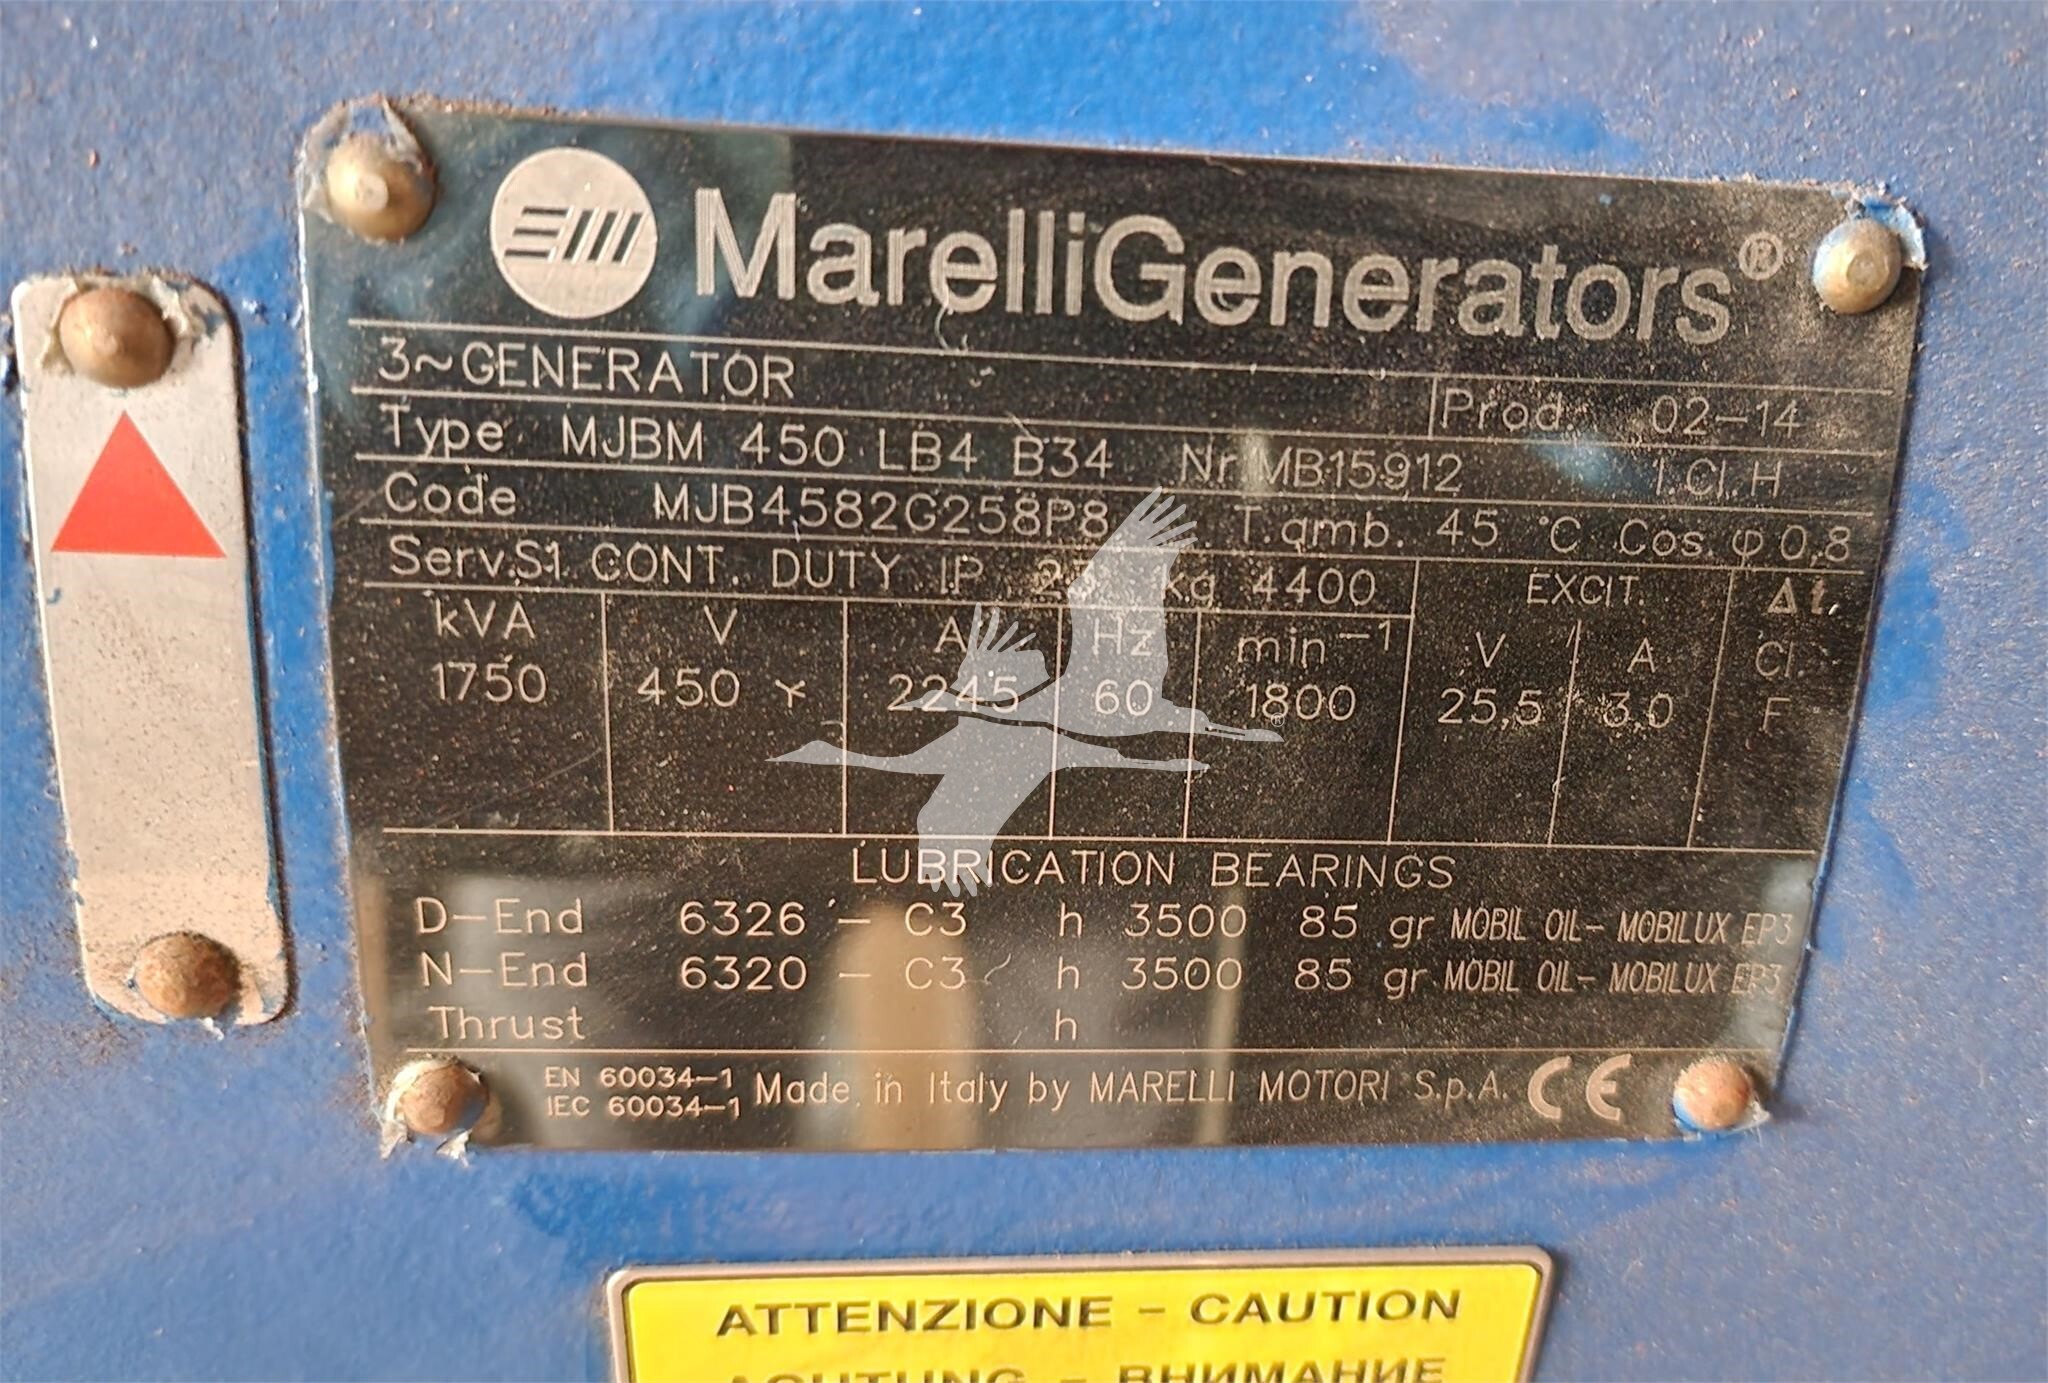 MarelliGenerators®
3~GENERATOR
Prod. 02-14
Type MJBM 450 LB4 B34 Nr MB15912 I.Cl. H
Code MJB4582G258P8 T.amb. 45 °C Cos. φ 0,8
Serv.S1 CONT. DUTY IP kg 4400 EXCIT. Δt.
kVA V A Hz min⁻¹ V A Cl.
1750 450 Y 2245 60 1800 25,5 3,0 F
LUBRICATION BEARINGS
D-End 6326 - C3 h 3500 85 gr MOBIL OIL- MOBILUX EP3
N-End 6320 - C3 h 3500 85 gr MOBIL OIL- MOBILUX EP3
Thrust h
EN 60034-1
IEC 60034-1
Made in Italy by MARELLI MOTORI S.p.A. CE
ATTENZIONE - CAUTION
ACHTUNG - ВНИМАНИЕ